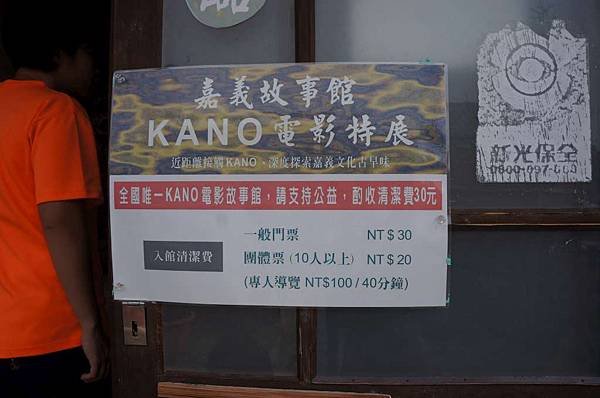 嘉義故事館
KANO電影特展
近距離接觸KANO、深度探索嘉義文化古早味
全國唯一KANO電影故事館，請支持公益，酌收清潔費30元
入館清潔費
一般門票 NT$30
團體票（10人以上） NT$20
(專人導覽 NT$100/40分鐘)
新光保全